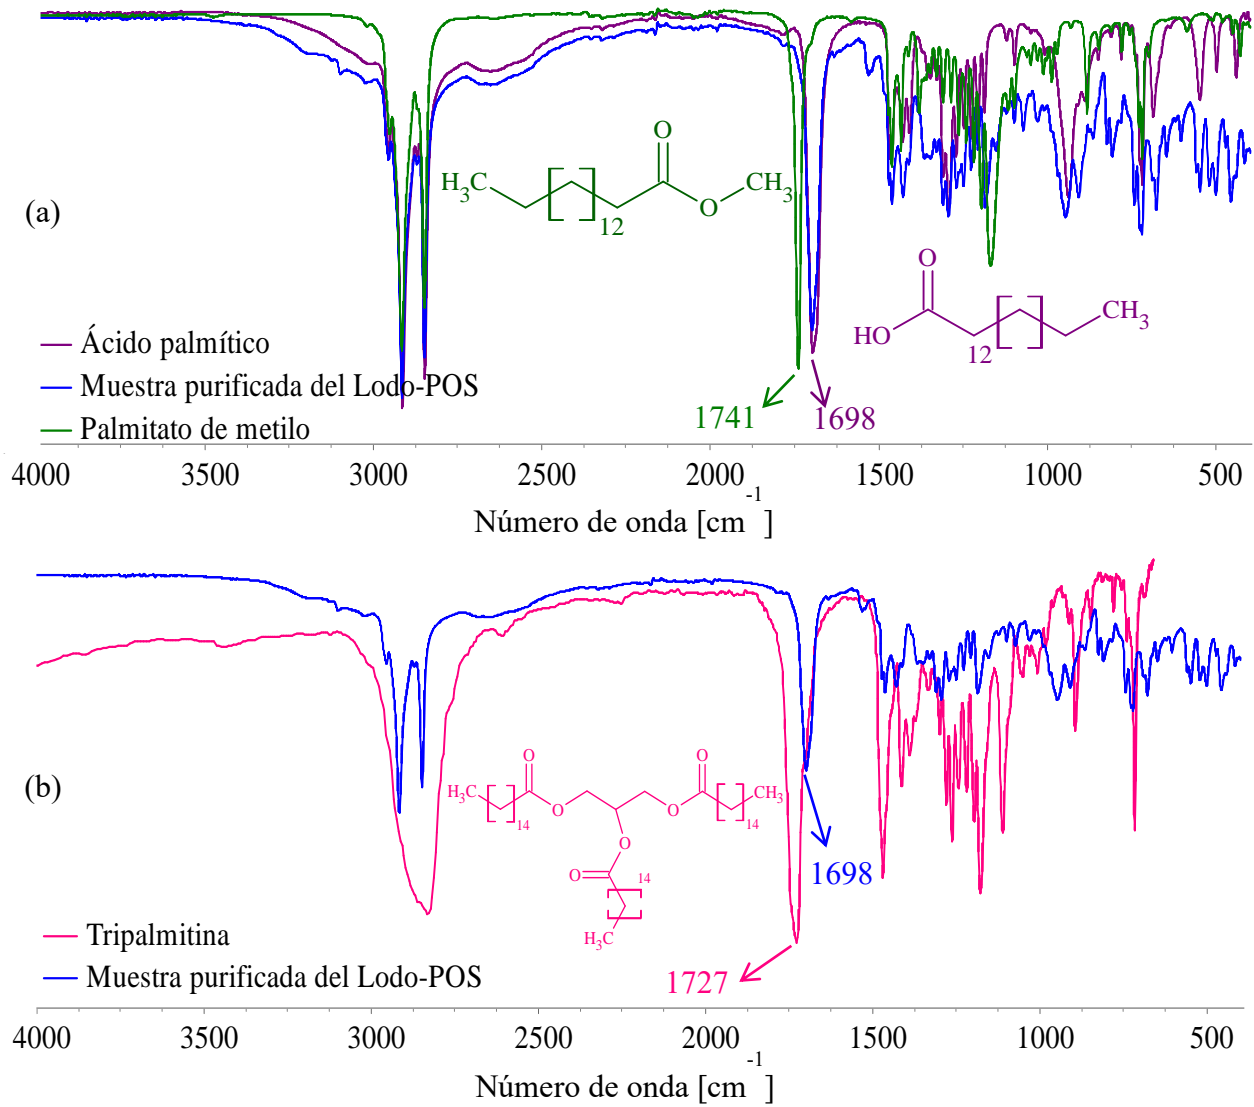 H₃C
12
O
O
CH₃
(a)
O
HO
12
CH₃
Ácido palmítico
Muestra purificada del Lodo-POS
Palmitato de metilo
1741
1698
4000 3500 3000 2500 2000 1500 1000 500
Número de onda [cm⁻¹]
(b)
H₃C
14
O
O
O
O
14
CH₃
O
O
14
H₃C
1698
1727
Tripalmitina
Muestra purificada del Lodo-POS
4000 3500 3000 2500 2000 1500 1000 500
Número de onda [cm⁻¹]